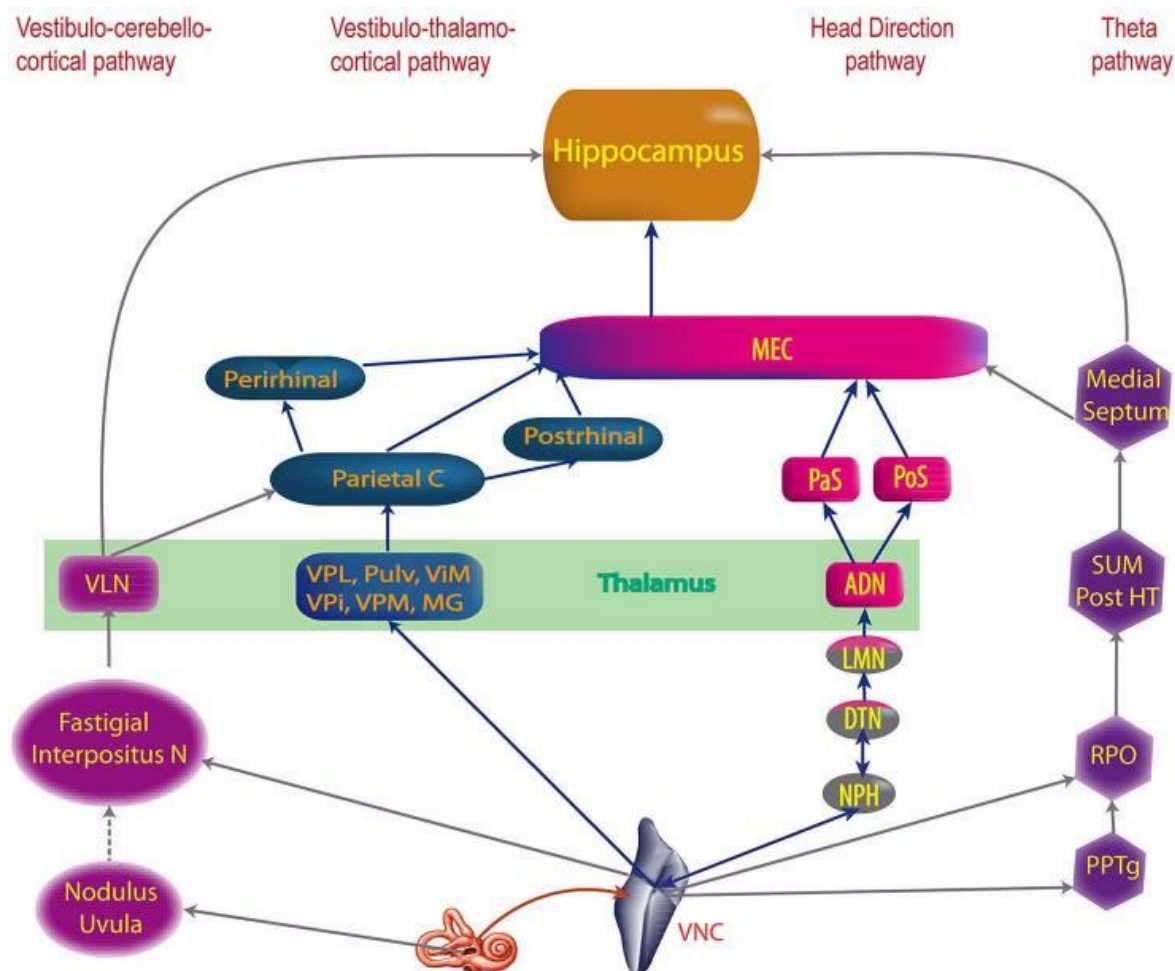 Vestibulo-cerebello-
cortical pathway
Vestibulo-thalamo-
cortical pathway
Head Direction
pathway
Theta
pathway
Hippocampus
MEC
Perirhinal
Postrhinal
Parietal C
Medial
Septum
PaS
PoS
VLN
VPL, Pulv, ViM
VPi, VPM, MG
Thalamus
ADN
SUM
Post HT
LMN
DTN
NPH
Fastigial
Interpositus N
RPO
PPTg
Nodulus
Uvula
VNC